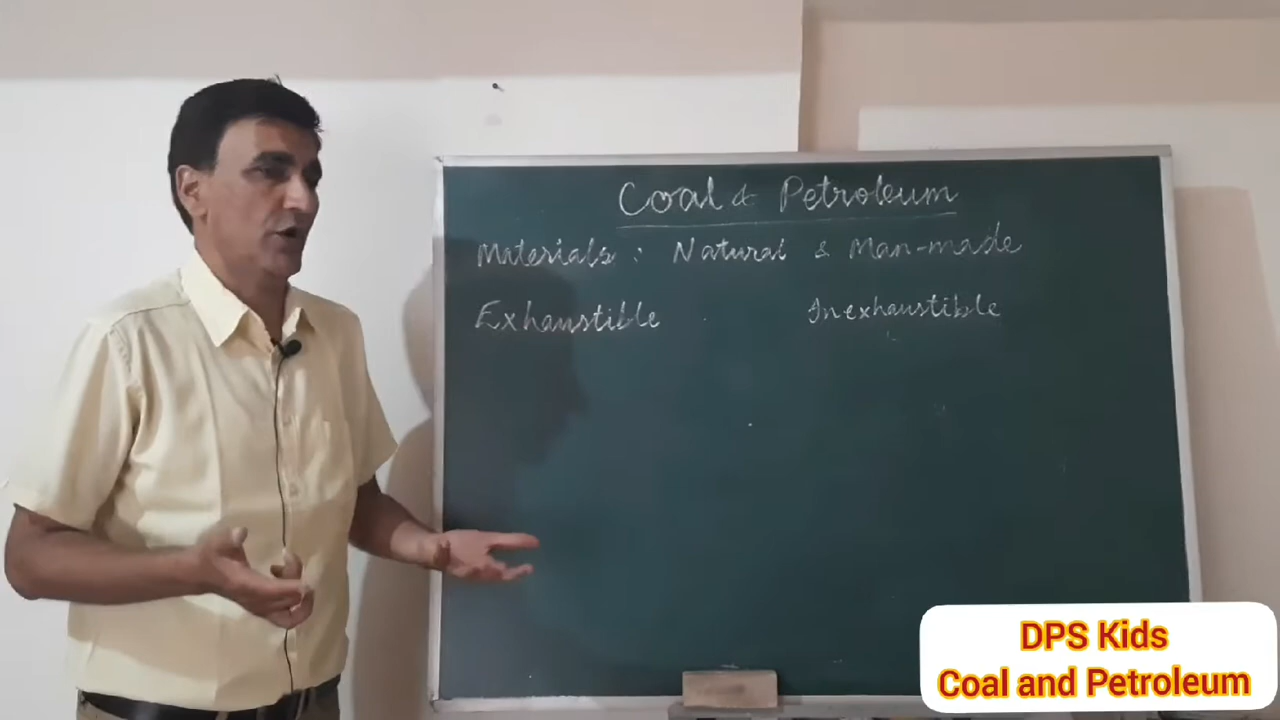 Coal & Petroleum
Materials : Natural & Man-made
Exhaustible Inexhaustible
DPS Kids
Coal and Petroleum